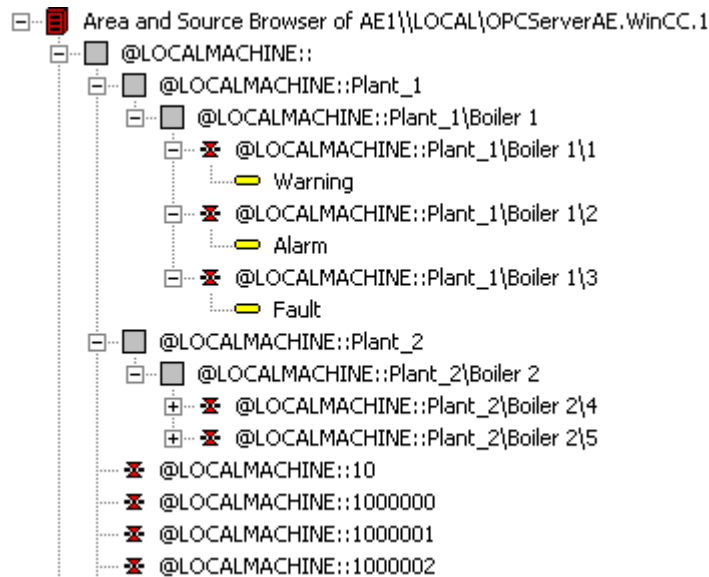 Area and Source Browser of AE1\\LOCAL\OPCServerAE.WinCC.1
@LOCALMACHINE::
@LOCALMACHINE::Plant_1
@LOCALMACHINE::Plant_1\Boiler 1
@LOCALMACHINE::Plant_1\Boiler 1\1
Warning
@LOCALMACHINE::Plant_1\Boiler 1\2
Alarm
@LOCALMACHINE::Plant_1\Boiler 1\3
Fault
@LOCALMACHINE::Plant_2
@LOCALMACHINE::Plant_2\Boiler 2
@LOCALMACHINE::Plant_2\Boiler 2\4
@LOCALMACHINE::Plant_2\Boiler 2\5
@LOCALMACHINE::10
@LOCALMACHINE::1000000
@LOCALMACHINE::1000001
@LOCALMACHINE::1000002